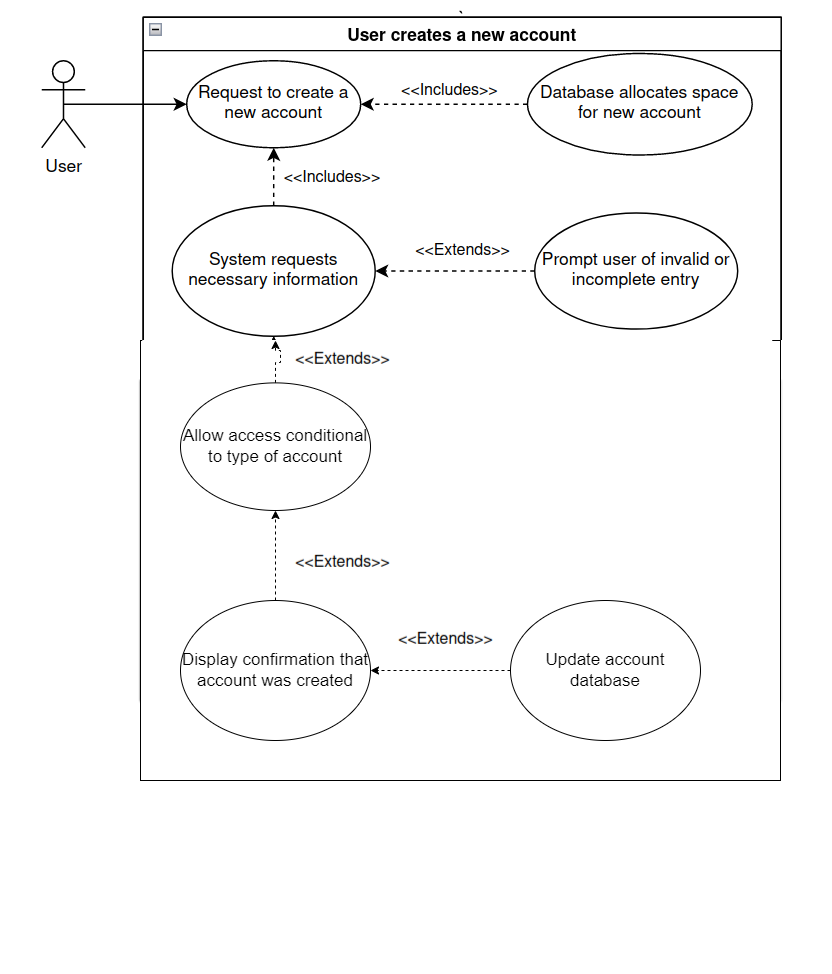 User creates a new account
Request to create a
new account
<<Includes>>
Database allocates space
for new account
User
<<Includes>>
System requests
necessary information
<<Extends>>
Prompt user of invalid or
incomplete entry
<<Extends>>
Allow access conditional
to type of account
<<Extends>>
Display confirmation that
account was created
<<Extends>>
Update account
database